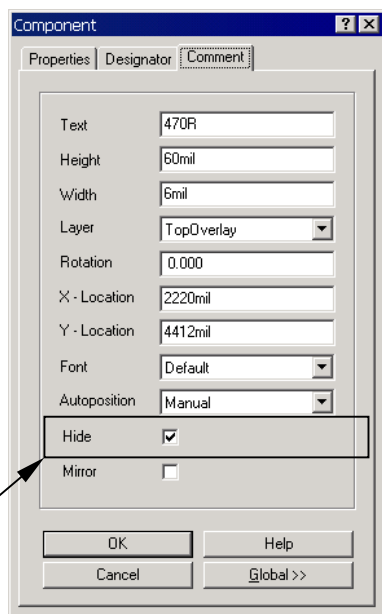 Component
Properties Designator Comment
Text 470R
Height 60mil
Width 6mil
Layer TopOverlay
Rotation 0.000
X - Location 2220mil
Y - Location 4412mil
Font Default
Autoposition Manual
Hide
Mirror
OK Help
Cancel Global >>